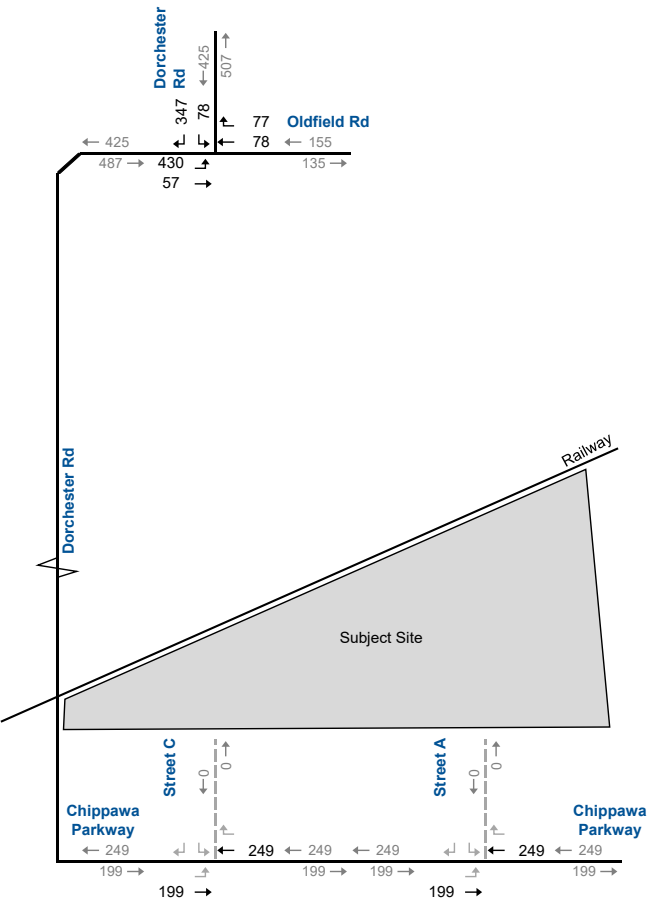 Dorchester
Rd
425
507
347
78
77
Oldfield Rd
425
78
155
487
430
135
57
Railway
Dorchester Rd
Subject Site
Street C
0
0
Street A
0
0
Chippawa
Parkway
Chippawa
Parkway
249
249
249
249
249
249
199
199
199
199
199
199